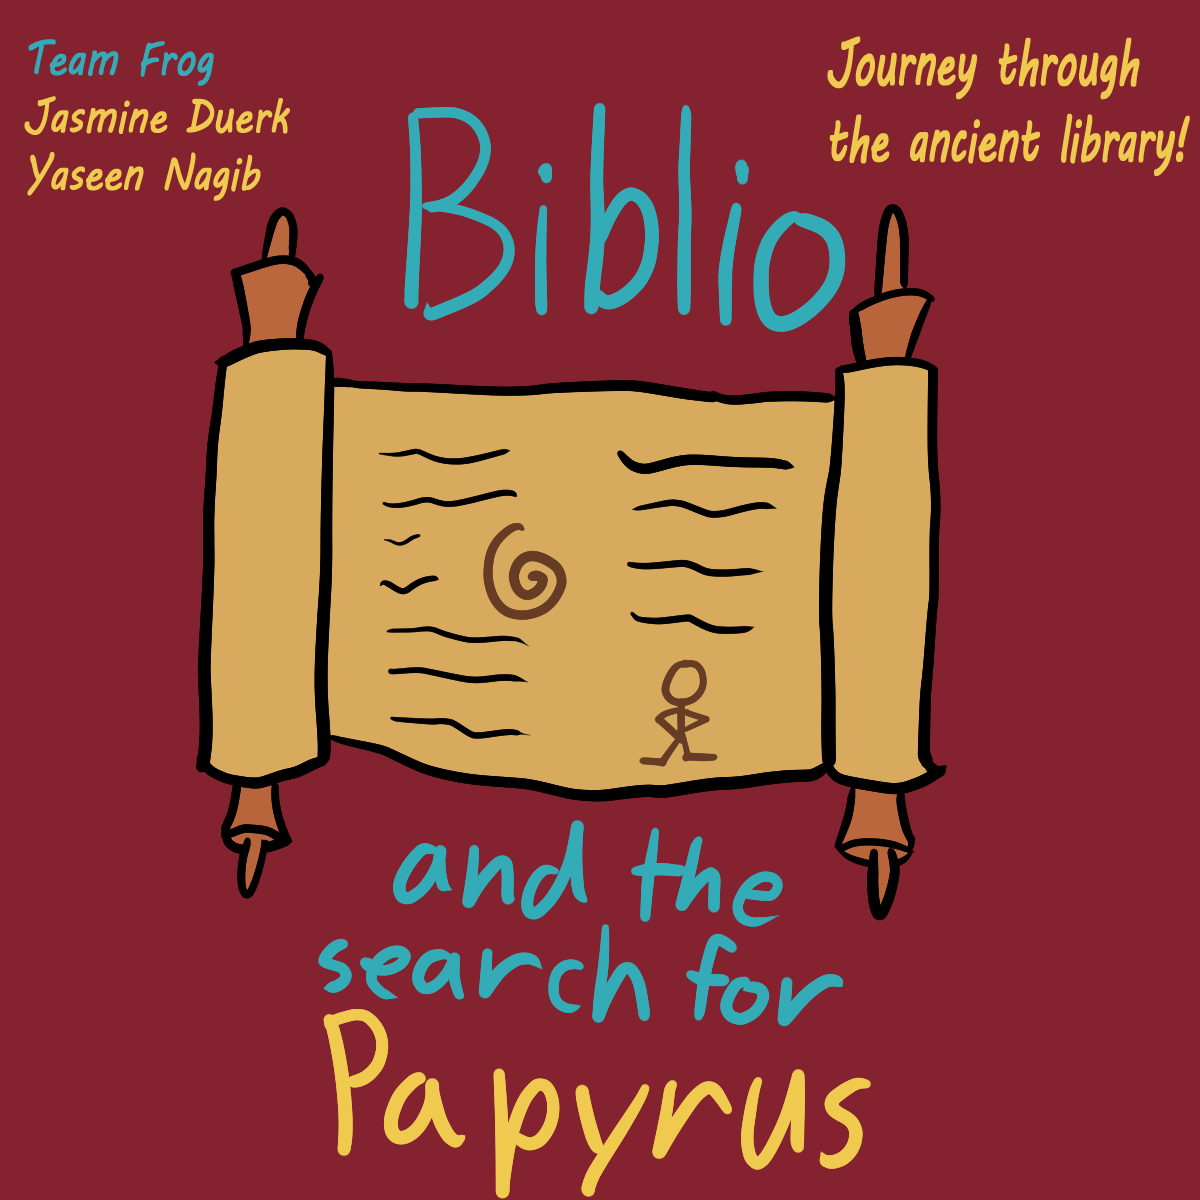 Team Frog
Jasmine Duerk
Yaseen Nagib
Journey through
the ancient library!
Biblio
and the
search for
Papyrus